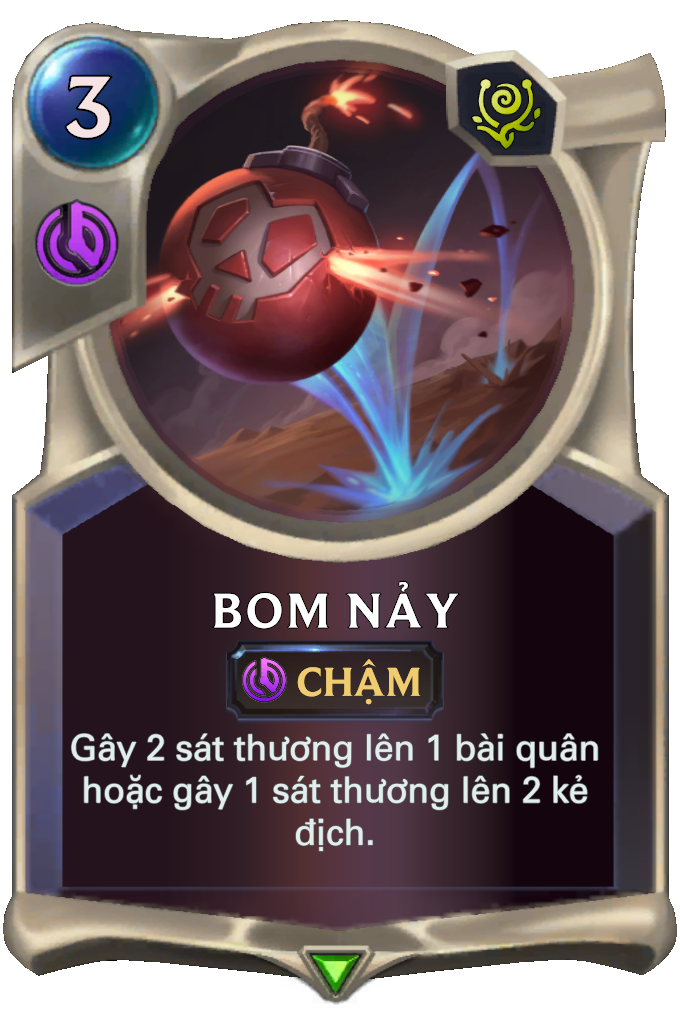 3
BOM NẢY
CHẬM
Gây 2 sát thương lên 1 bài quân
hoặc gây 1 sát thương lên 2 kẻ
địch.